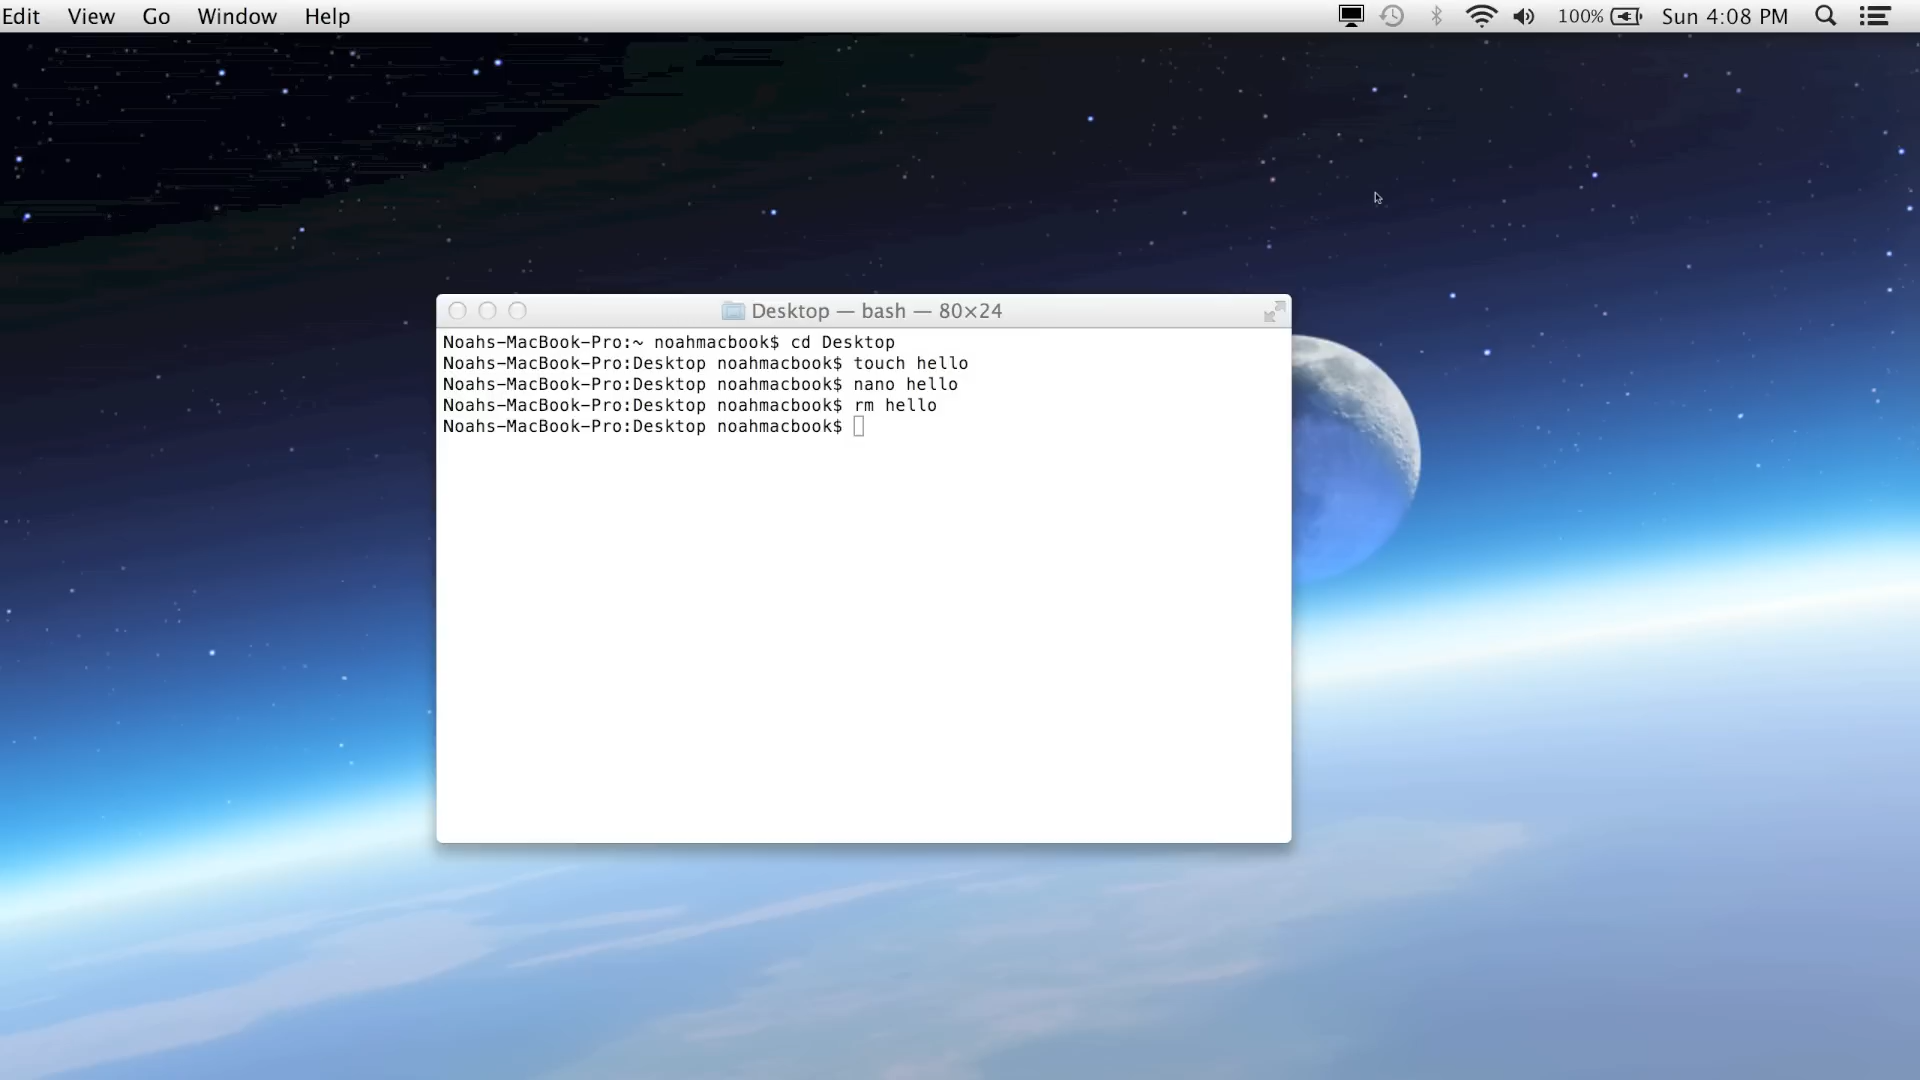 Edit View Go Window Help 100% Sun 4:08 PM
Desktop — bash — 80×24
Noahs-MacBook-Pro:~ noahmacbook$ cd Desktop
Noahs-MacBook-Pro:Desktop noahmacbook$ touch hello
Noahs-MacBook-Pro:Desktop noahmacbook$ nano hello
Noahs-MacBook-Pro:Desktop noahmacbook$ rm hello
Noahs-MacBook-Pro:Desktop noahmacbook$